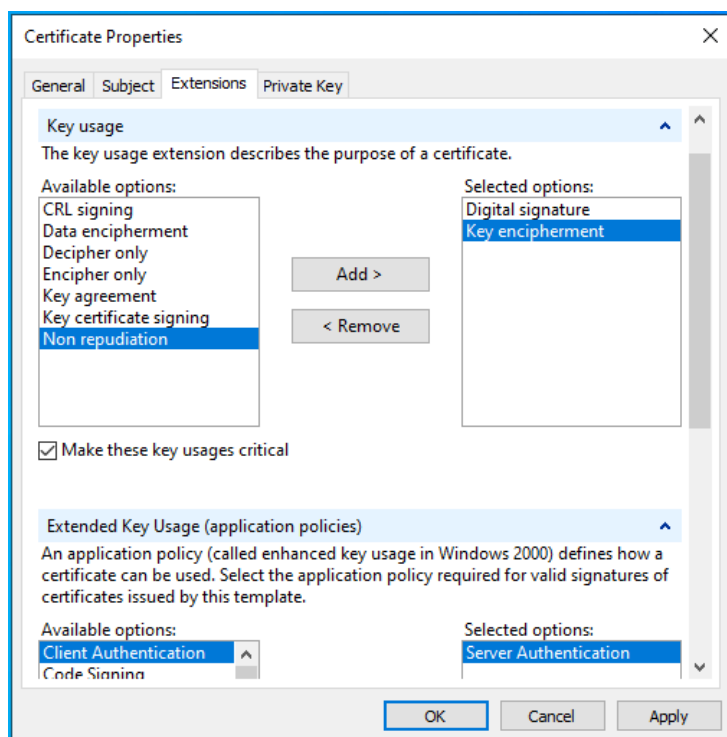 Certificate Properties
General Subject Extensions Private Key
Key usage
The key usage extension describes the purpose of a certificate.
Available options:
CRL signing
Data encipherment
Decipher only
Encipher only
Key agreement
Key certificate signing
Non repudiation
Add >
< Remove
Selected options:
Digital signature
Key encipherment
Make these key usages critical
Extended Key Usage (application policies)
An application policy (called enhanced key usage in Windows 2000) defines how a
certificate can be used. Select the application policy required for valid signatures of
certificates issued by this template.
Available options:
Client Authentication
Code Signing
Selected options:
Server Authentication
OK Cancel Apply